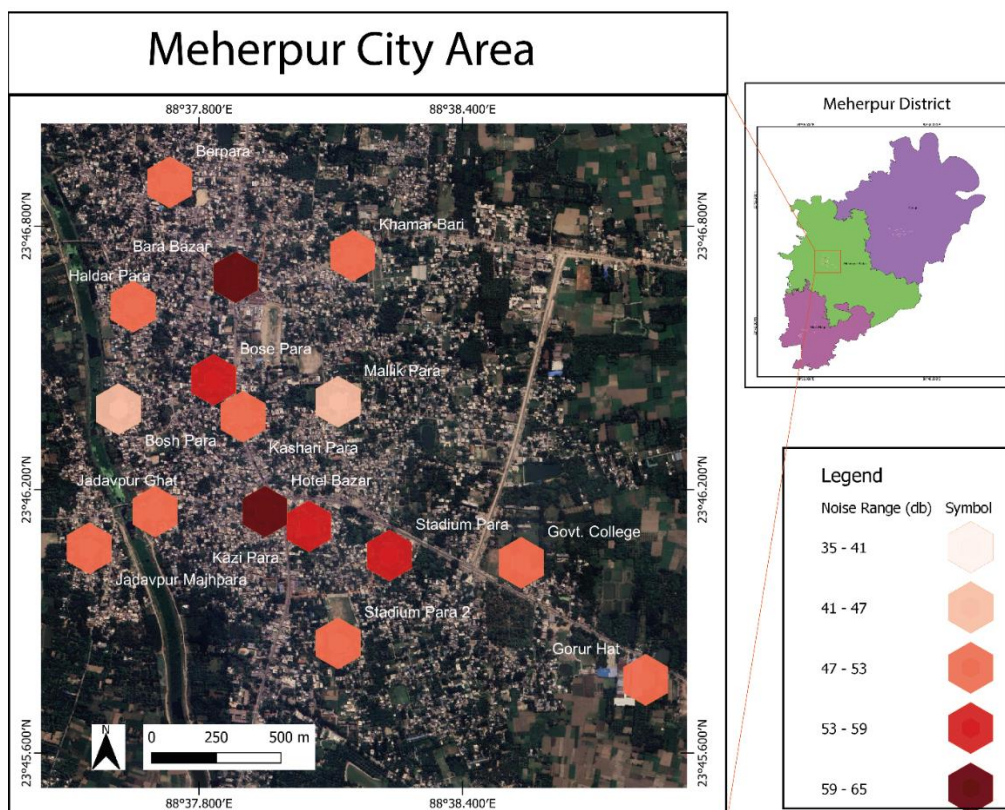 Meherpur City Area
88°37.800′E
88°38.400′E
23°46.800′N
23°46.800′N
23°46.200′N
23°46.200′N
23°45.600′N
23°45.600′N
Berpara
Khamar Bari
Bara Bazar
Haldar Para
Bose Para
Mallik Para
Bosh Para
Kashari Para
Jadavpur Ghat
Hotel Bazar
Stadium Para
Govt. College
Kazi Para
Jadavpur Majhpara
Stadium Para 2
Gorur Hat
N
0
250
500 m
88°37.800′E
88°38.400′E
Meherpur District
Legend
Noise Range (db)
Symbol
35 - 41
41 - 47
47 - 53
53 - 59
59 - 65